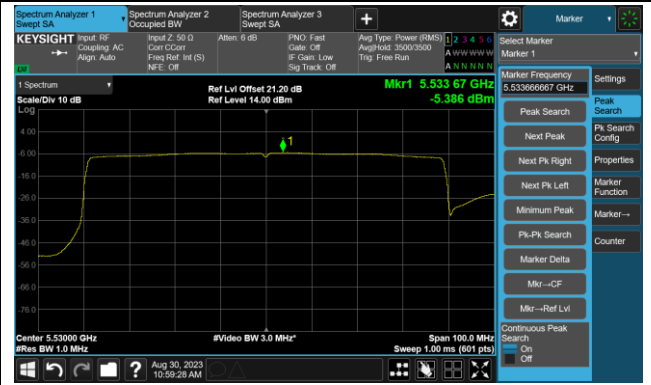 Spectrum Analyzer 1
Swept SA
Spectrum Analyzer 2
Occupied BW
Spectrum Analyzer 3
Swept SA
Marker
KEYSIGHT
Input: RF
Coupling: AC
Align: Auto
Input Z: 50 Ω
Corr CCorr
Freq Ref: Int (S)
NFE: Off
Atten: 6 dB
PNO: Fast
Gate: Off
IF Gain: Low
Sig Track: Off
Avg Type: Power (RMS)
Avg|Hold: 3500/3500
Trig: Free Run
1 2 3 4 5 6
A W W W W W
A N N N N N
Select Marker
Marker 1
1 Spectrum
Scale/Div 10 dB
Log
Ref Lvl Offset 21.20 dB
Ref Level 14.00 dBm
Mkr1 5.533 67 GHz
-5.386 dBm
4.00
-6.00
-16.0
-26.0
-36.0
-46.0
-56.0
-66.0
-76.0
1
Center 5.53000 GHz
#Res BW 1.0 MHz
#Video BW 3.0 MHz*
Span 100.0 MHz
Sweep 1.00 ms (601 pts)
Marker Frequency
5.533666667 GHz
Peak Search
Next Peak
Next Pk Right
Next Pk Left
Minimum Peak
Pk-Pk Search
Marker Delta
Mkr→CF
Mkr→Ref Lvl
Continuous Peak
Search
On
Off
Settings
Peak
Search
Pk Search
Config
Properties
Marker
Function
Marker→
Counter
Aug 30, 2023
10:59:28 AM